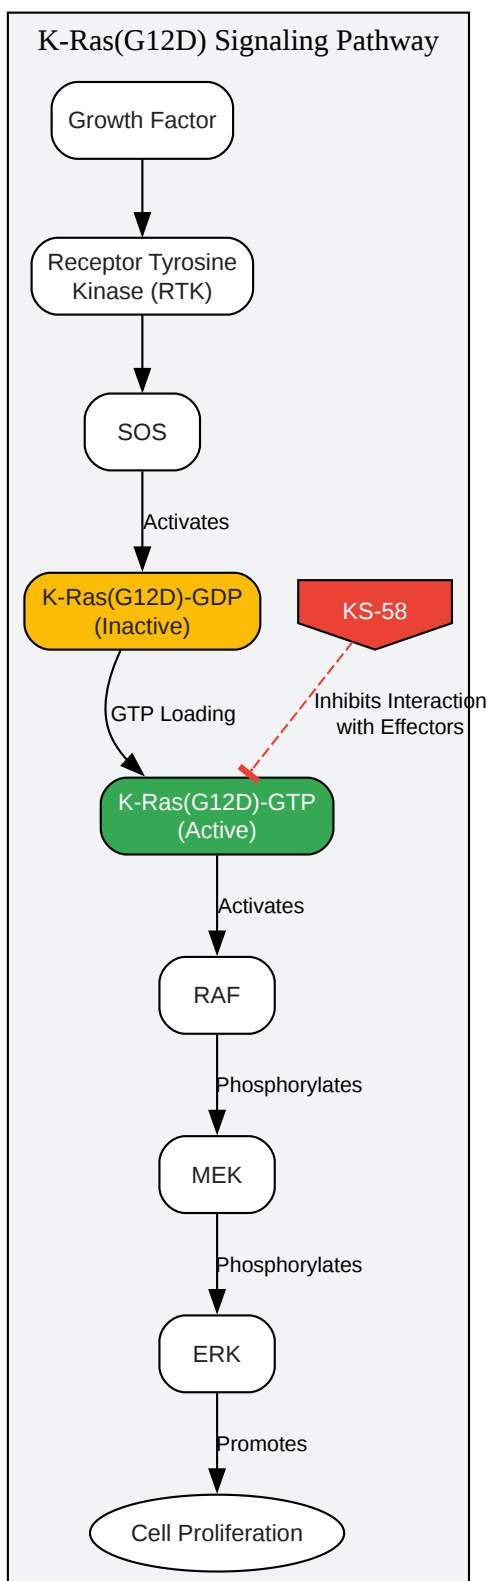 K-Ras(G12D) Signaling Pathway
Growth Factor
Receptor Tyrosine
Kinase (RTK)
SOS
Activates
K-Ras(G12D)-GDP
(Inactive)
KS-58
GTP Loading
Inhibits Interaction
with Effectors
K-Ras(G12D)-GTP
(Active)
Activates
RAF
Phosphorylates
MEK
Phosphorylates
ERK
Promotes
Cell Proliferation